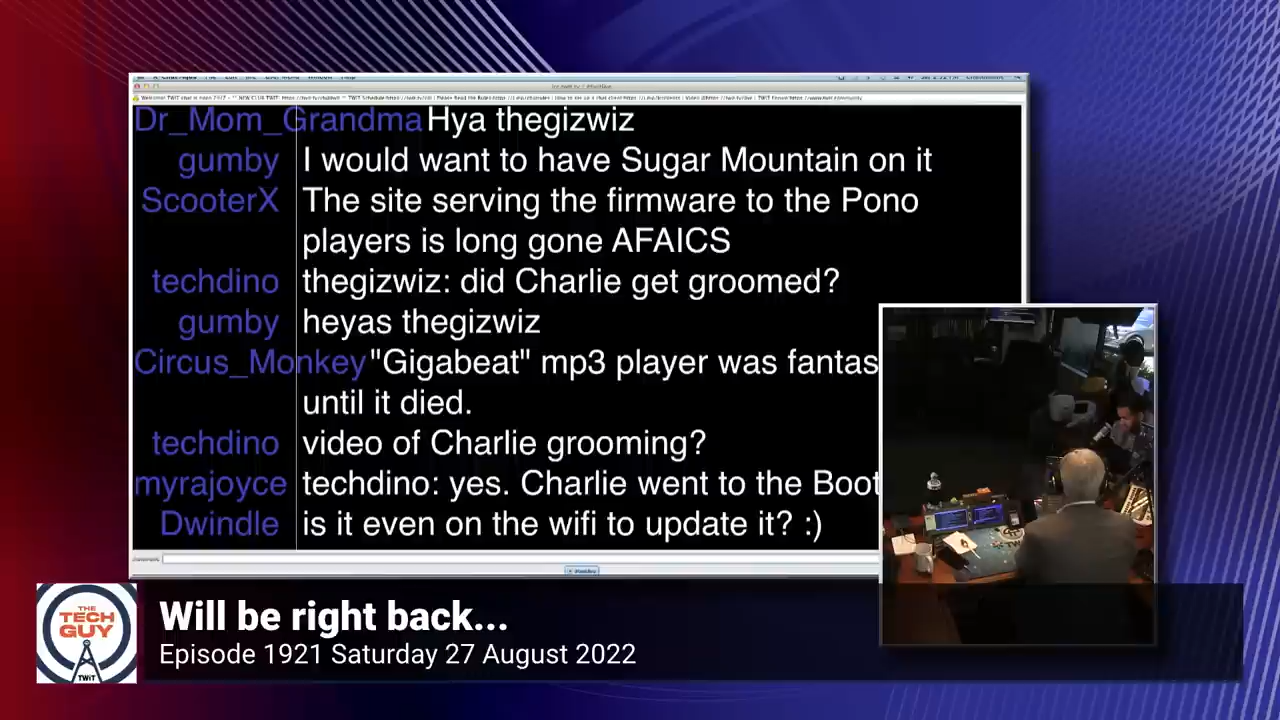 Dr_Mom_Grandma Hya thegizwiz
gumby I would want to have Sugar Mountain on it
ScooterX The site serving the firmware to the Pono
players is long gone AFAICS
techdino thegizwiz: did Charlie get groomed?
gumby heyas thegizwiz
Circus_Monkey "Gigabeat" mp3 player was fantas
until it died.
techdino video of Charlie grooming?
myrajoyce techdino: yes. Charlie went to the Boot
Dwindle is it even on the wifi to update it? :)
THE
TECH
GUY
TWiT
Will be right back...
Episode 1921 Saturday 27 August 2022